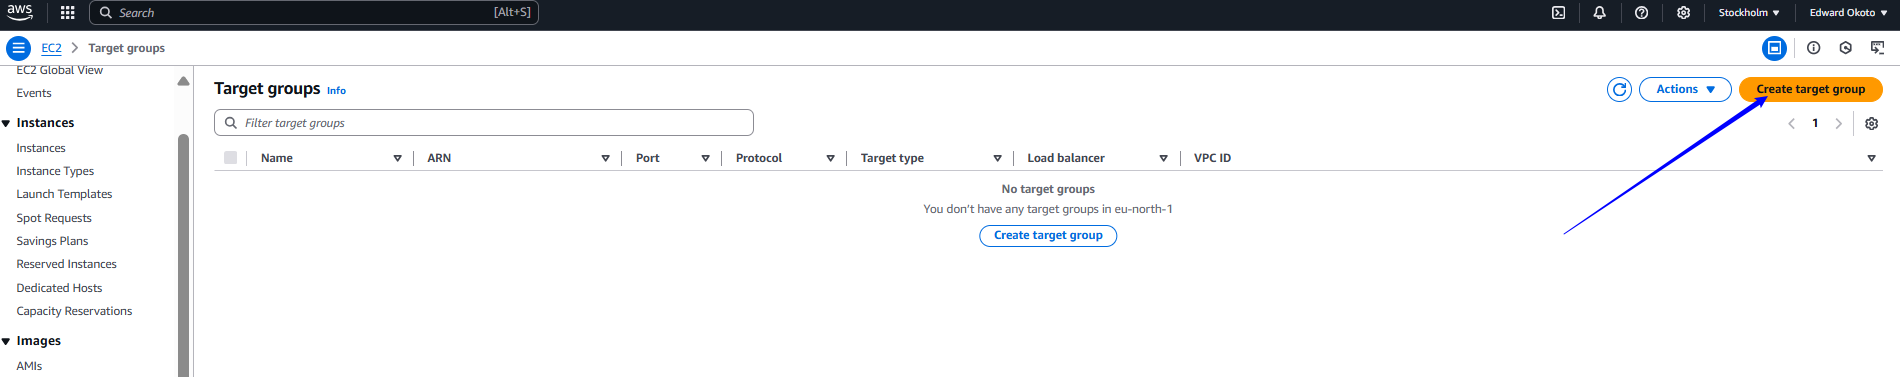 aws
Search [Alt+S] Stockholm Edward Okoto
EC2 Target groups
EC2 Global View
Events
Instances
Instances
Instance Types
Launch Templates
Spot Requests
Savings Plans
Reserved Instances
Dedicated Hosts
Capacity Reservations
Images
AMIs
Target groups Info Actions Create target group
Filter target groups 1
Name ARN Port Protocol Target type Load balancer VPC ID
No target groups
You don't have any target groups in eu-north-1
Create target group